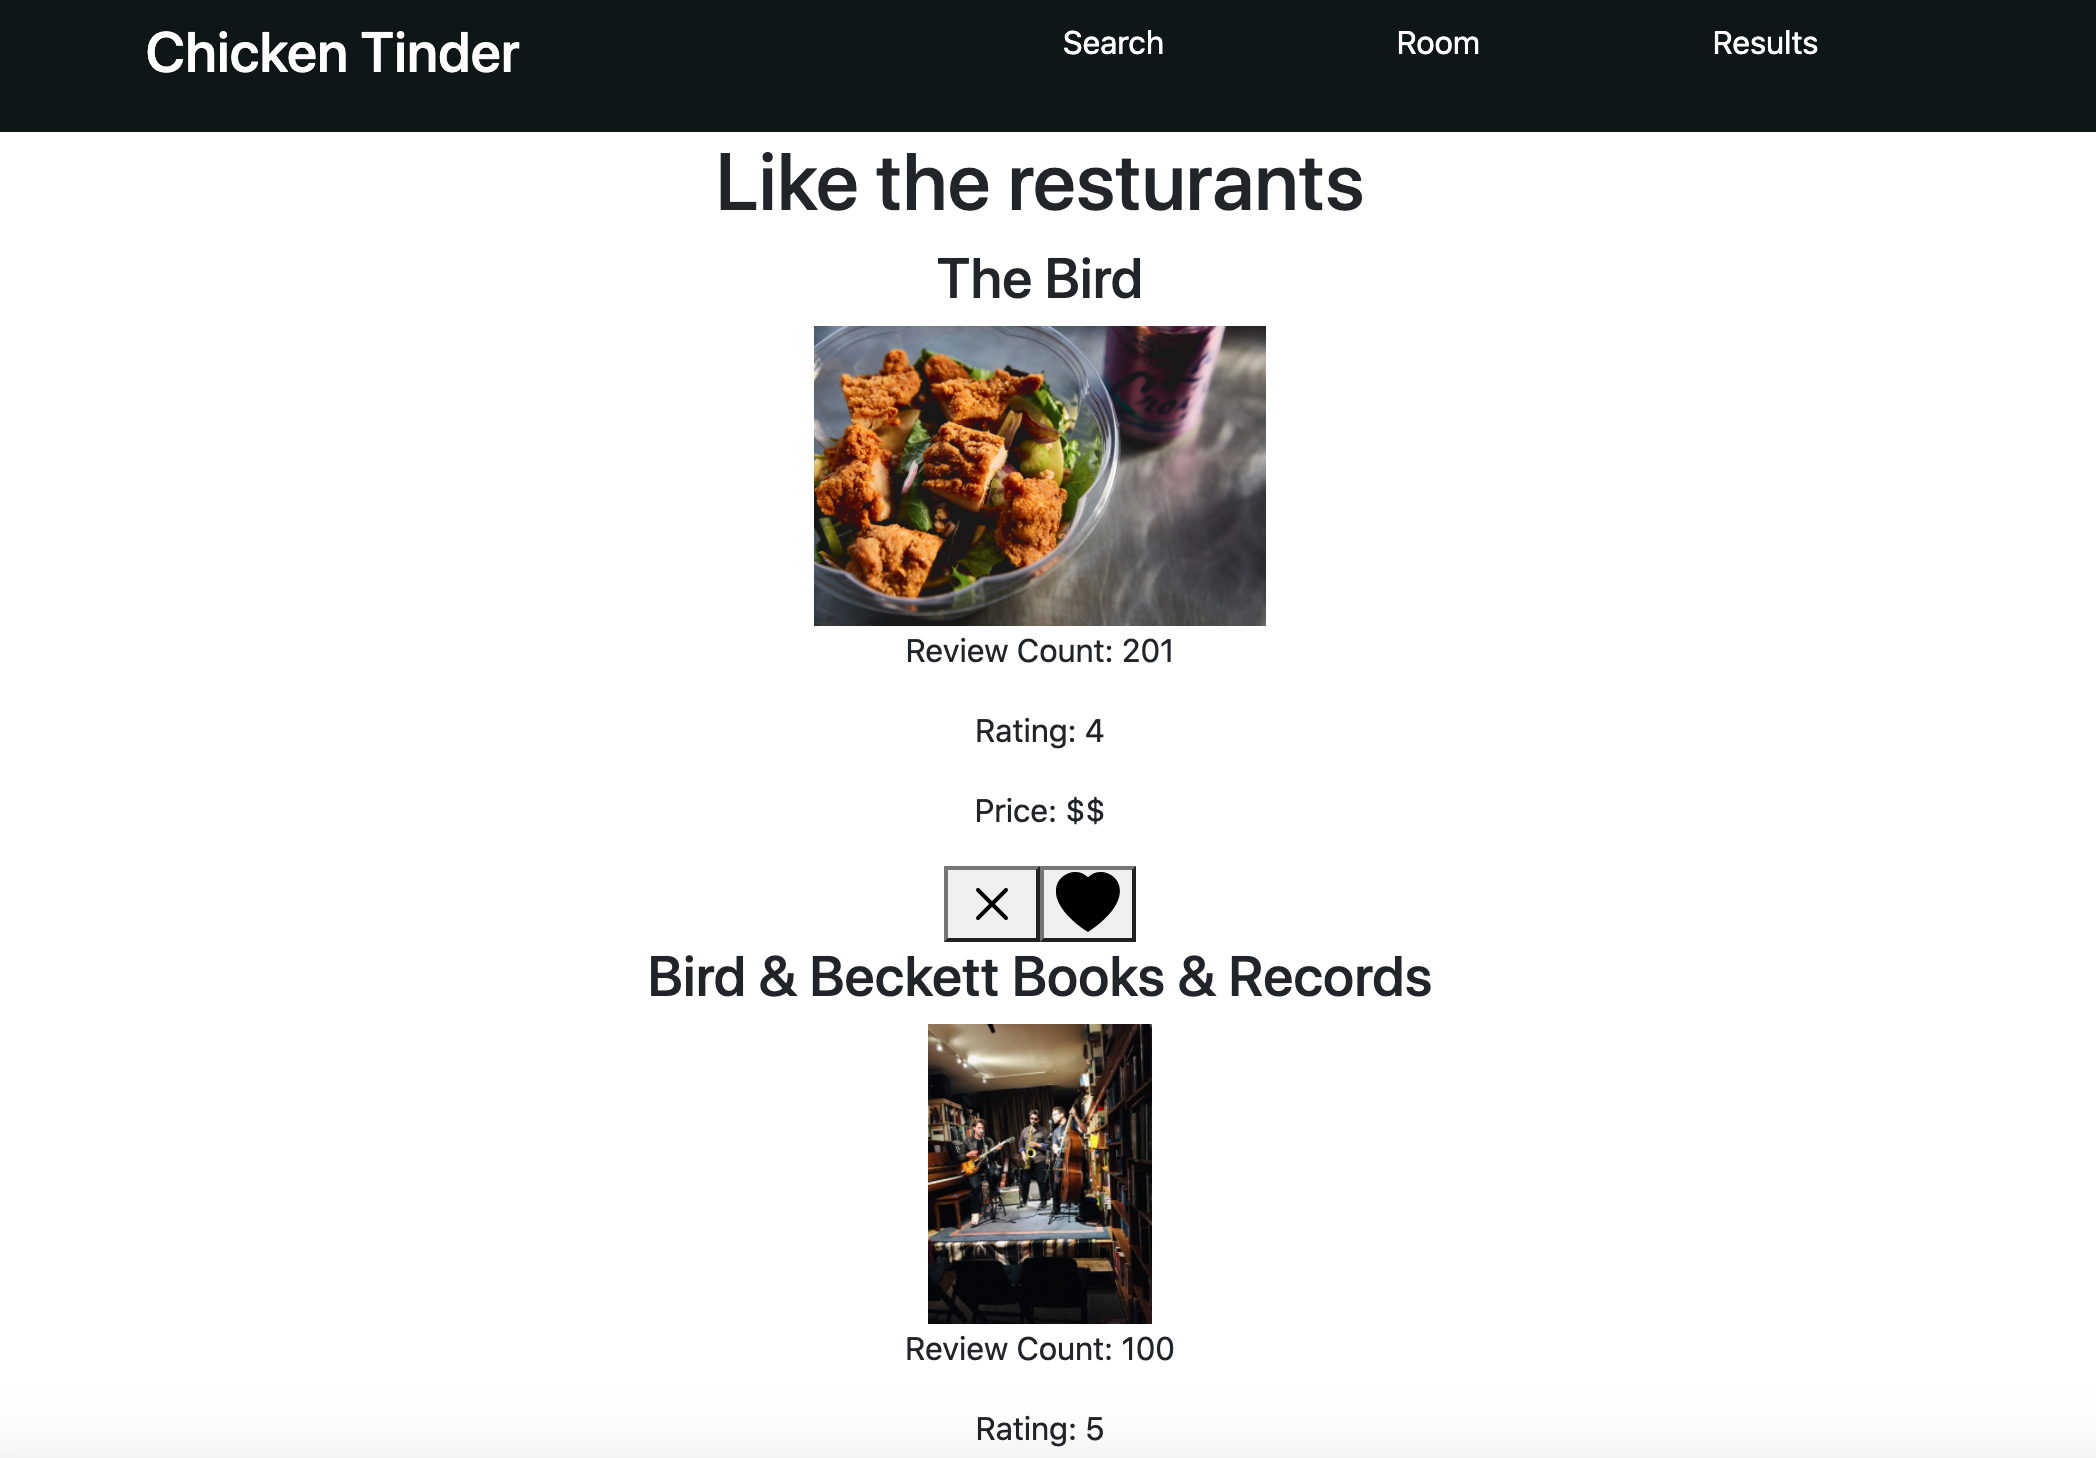 Chicken Tinder Search Room Results
Like the resturants
The Bird
Review Count: 201
Rating: 4
Price: $$
Bird & Beckett Books & Records
Review Count: 100
Rating: 5